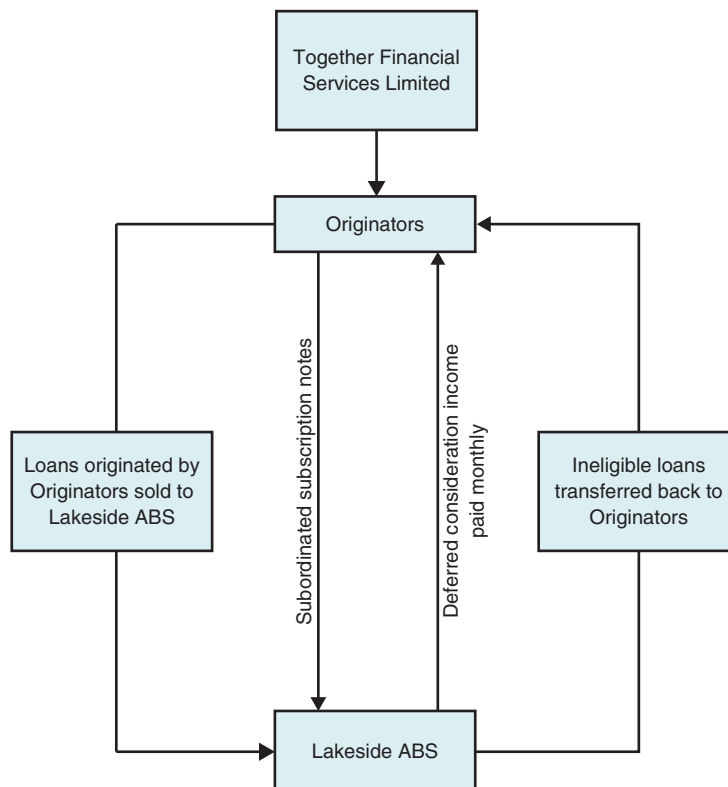 Together Financial
Services Limited
Originators
Subordinated subscription notes
Deferred consideration income
paid monthly
Loans originated by
Originators sold to
Lakeside ABS
Ineligible loans
transferred back to
Originators
Lakeside ABS